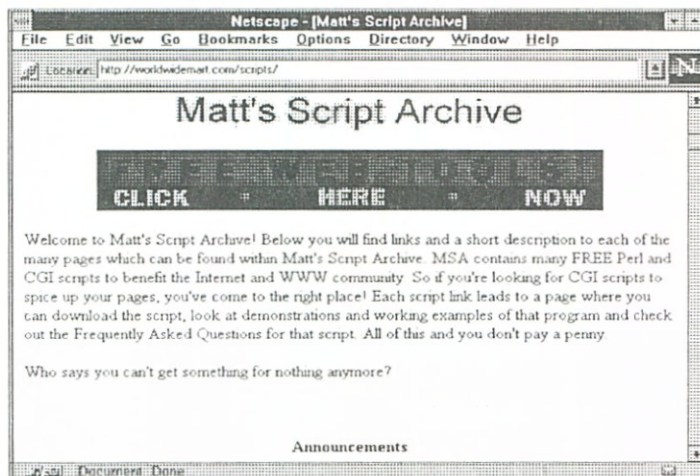 Netscape - [Matt's Script Archive]
File Edit View Go Bookmarks Options Directory Window Help
Location: http://worldwidemart.com/scripts/
N
Matt's Script Archive
FREE WEB TOOLS!
CLICK HERE NOW
Welcome to Matt's Script Archive! Below you will find links and a short description to each of the
many pages which can be found within Matt's Script Archive. MSA contains many FREE Perl and
CGI scripts to benefit the Internet and WWW community. So if you're looking for CGI scripts to
spice up your pages, you've come to the right place! Each script link leads to a page where you
can download the script, look at demonstrations and working examples of that program and check
out the Frequently Asked Questions for that script. All of this and you don't pay a penny.
Who says you can't get something for nothing anymore?
Announcements
Document: Done